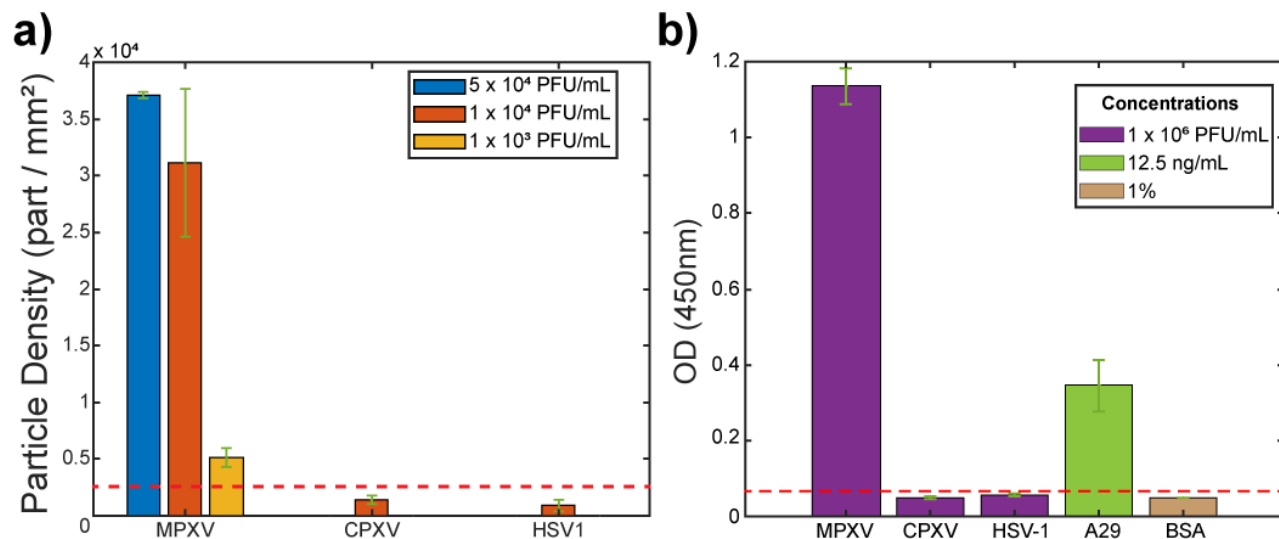 a)
4 x 10⁴
Particle Density (part / mm²)
3.5
3
2.5
2
1.5
1
0.5
0
5 x 10⁴ PFU/mL
1 x 10⁴ PFU/mL
1 x 10³ PFU/mL
MPXV CPXV HSV1
b)
OD (450nm)
1.2
1
0.8
0.6
0.4
0.2
0
Concentrations
1 x 10⁶ PFU/mL
12.5 ng/mL
1%
MPXV CPXV HSV-1 A29 BSA